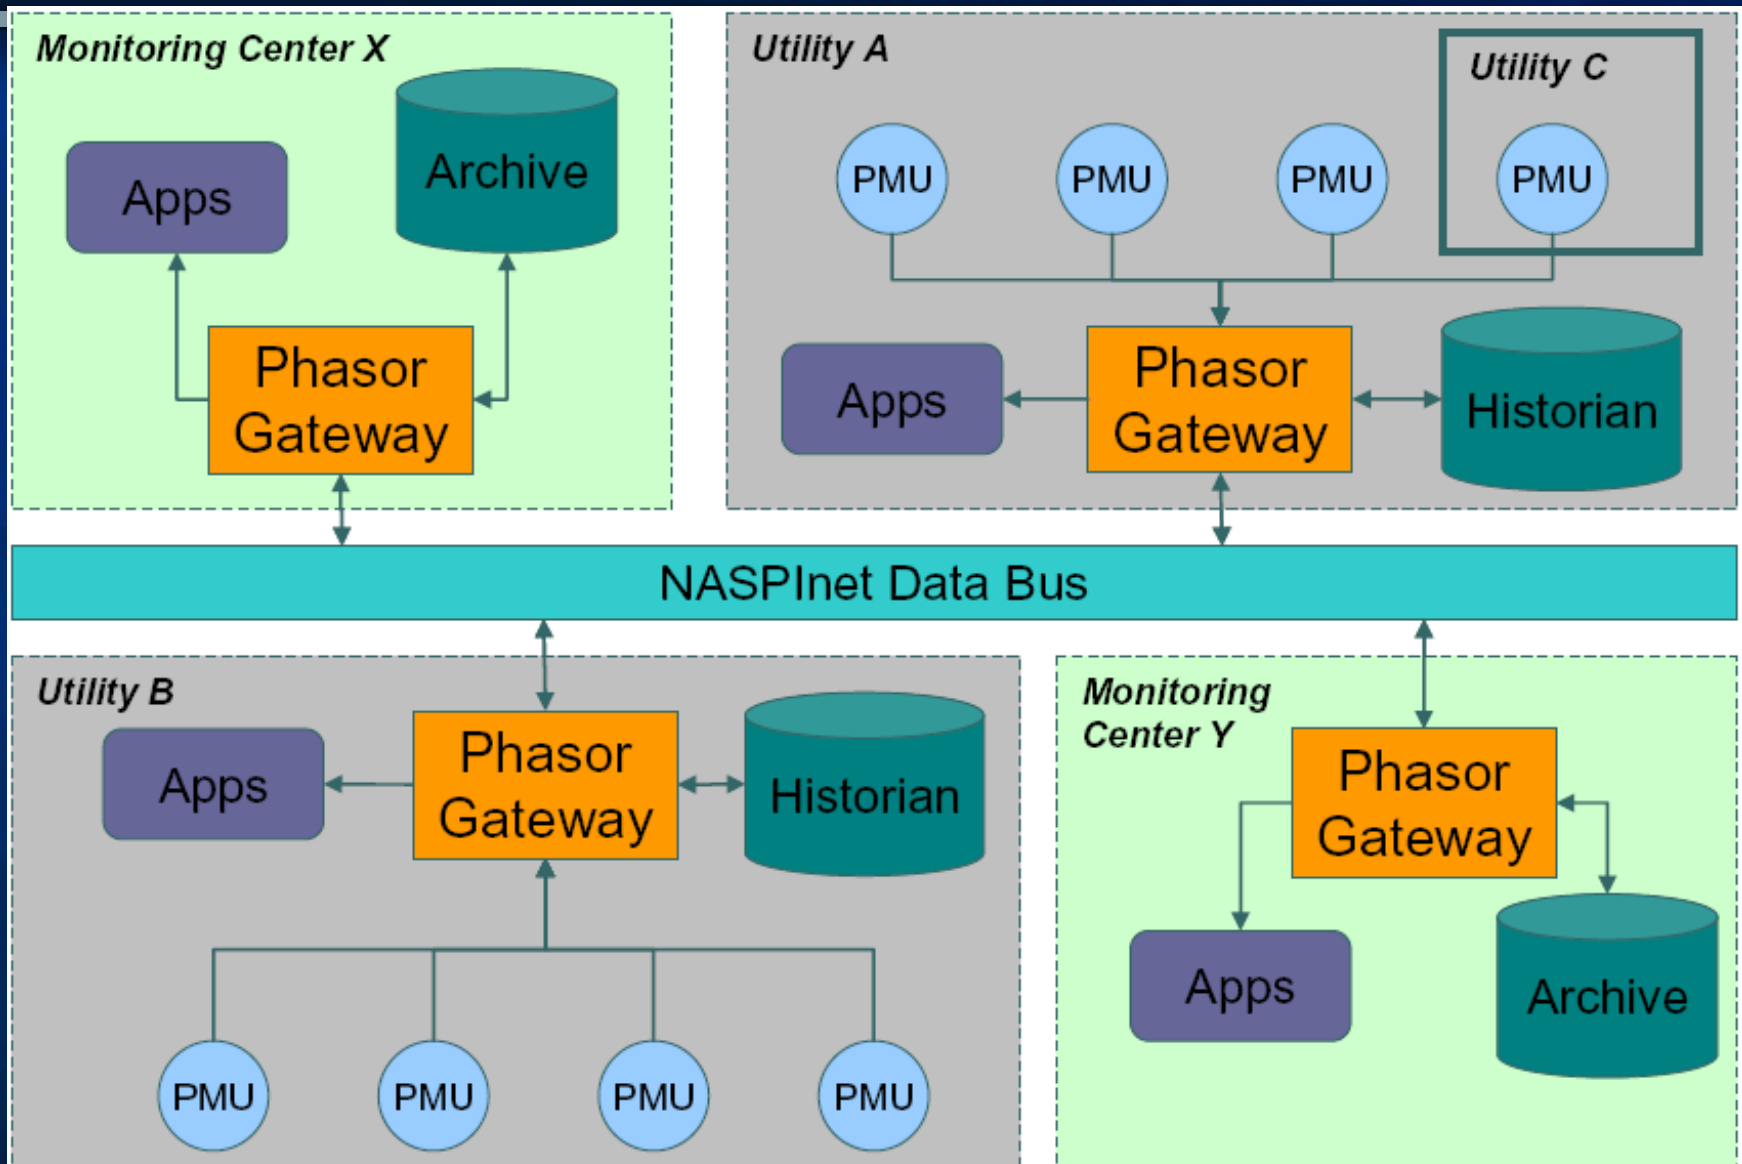 Monitoring Center X
Apps
Archive
Phasor
Gateway
Utility A
Utility C
PMU
PMU
PMU
PMU
Apps
Phasor
Gateway
Historian
NASPInet Data Bus
Utility B
Apps
Phasor
Gateway
Historian
PMU
PMU
PMU
PMU
Monitoring
Center Y
Phasor
Gateway
Apps
Archive